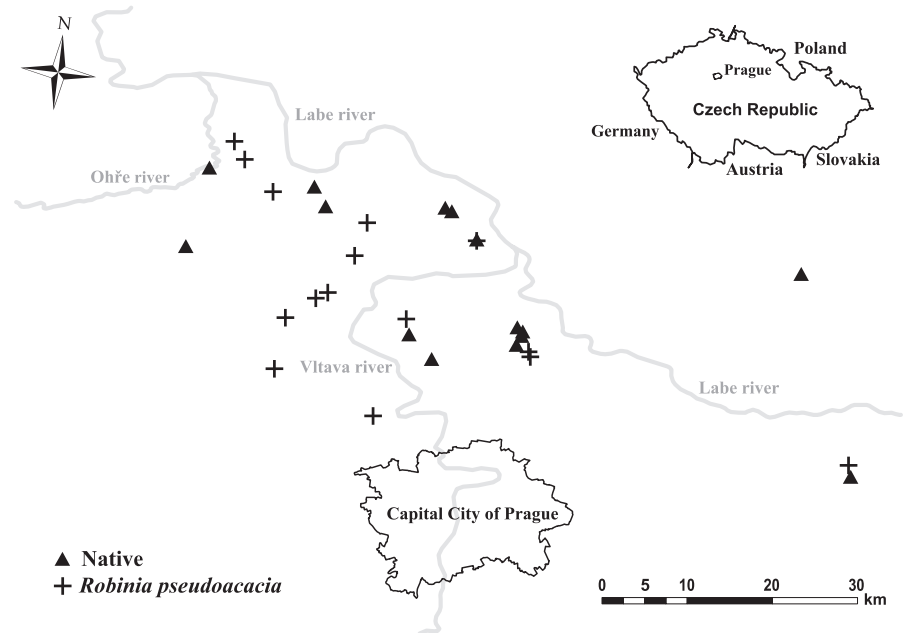 N
Labe river
Ohře river
Poland
Prague
Czech Republic
Germany
Slovakia
Austria
Vltava river
Labe river
Capital City of Prague
Native
Robinia pseudoacacia
0 5 10 20 30
km